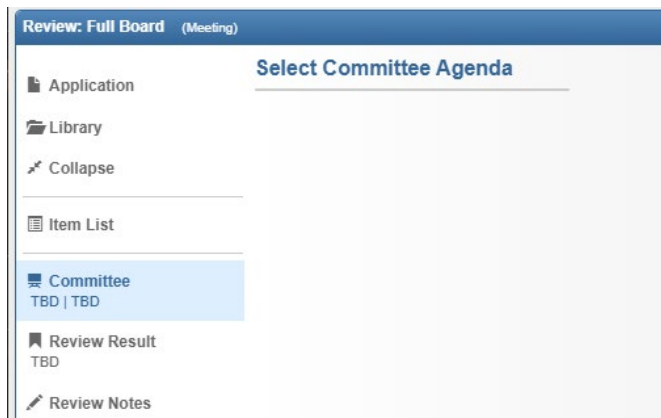 Review: Full Board (Meeting)
Application
Library
Collapse
Item List
Committee
TBD | TBD
Review Result
TBD
Review Notes
Select Committee Agenda